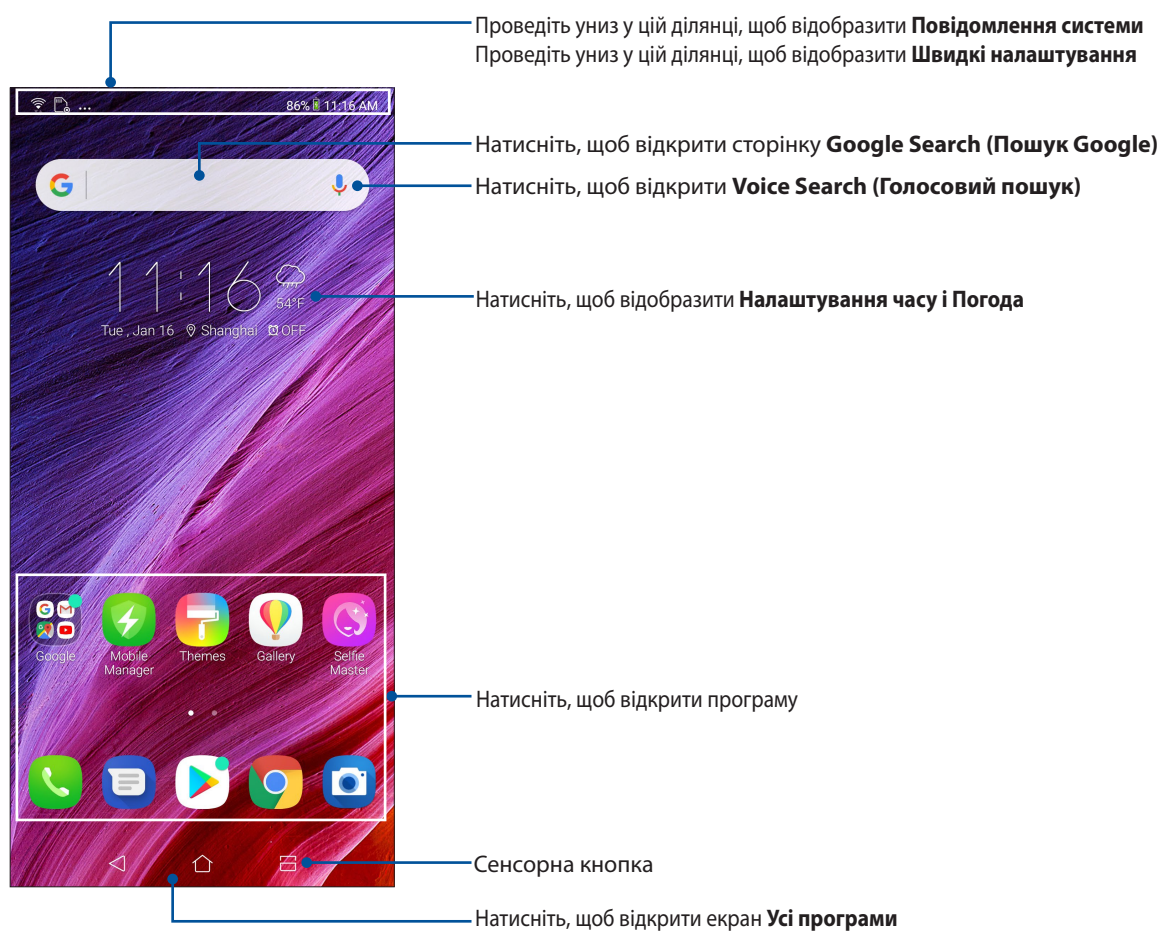 Проведіть униз у цій ділянці, щоб відобразити Повідомлення системи
Проведіть униз у цій ділянці, щоб відобразити Швидкі налаштування
... 86% 11:16 AM
Натисніть, щоб відкрити сторінку Google Search (Пошук Google)
G
Натисніть, щоб відкрити Voice Search (Голосовий пошук)
11:16
54°F
Натисніть, щоб відобразити Налаштування часу і Погода
Tue , Jan 16 Shanghai OFF
Google
Mobile Manager
Themes
Gallery
Selfie Master
Натисніть, щоб відкрити програму
Сенсорна кнопка
Натисніть, щоб відкрити екран Усі програми